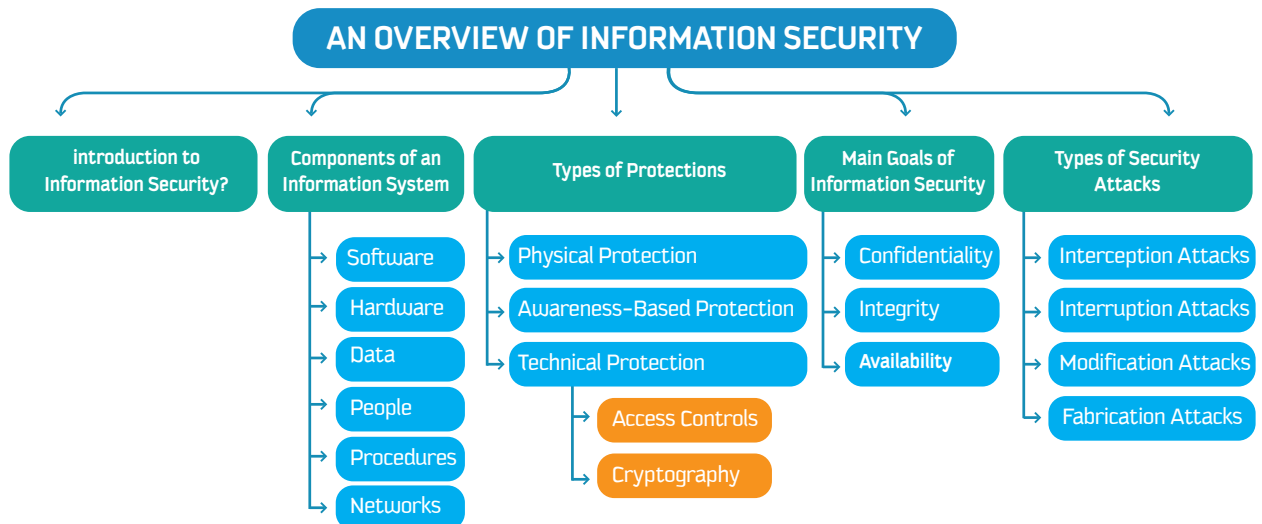 AN OVERVIEW OF INFORMATION SECURITY
introduction to
Information Security?
Components of an
Information System
Software
Hardware
Data
People
Procedures
Networks
Types of Protections
Physical Protection
Awareness-Based Protection
Technical Protection
Access Controls
Cryptography
Main Goals of
Information Security
Confidentiality
Integrity
Availability
Types of Security
Attacks
Interception Attacks
Interruption Attacks
Modification Attacks
Fabrication Attacks